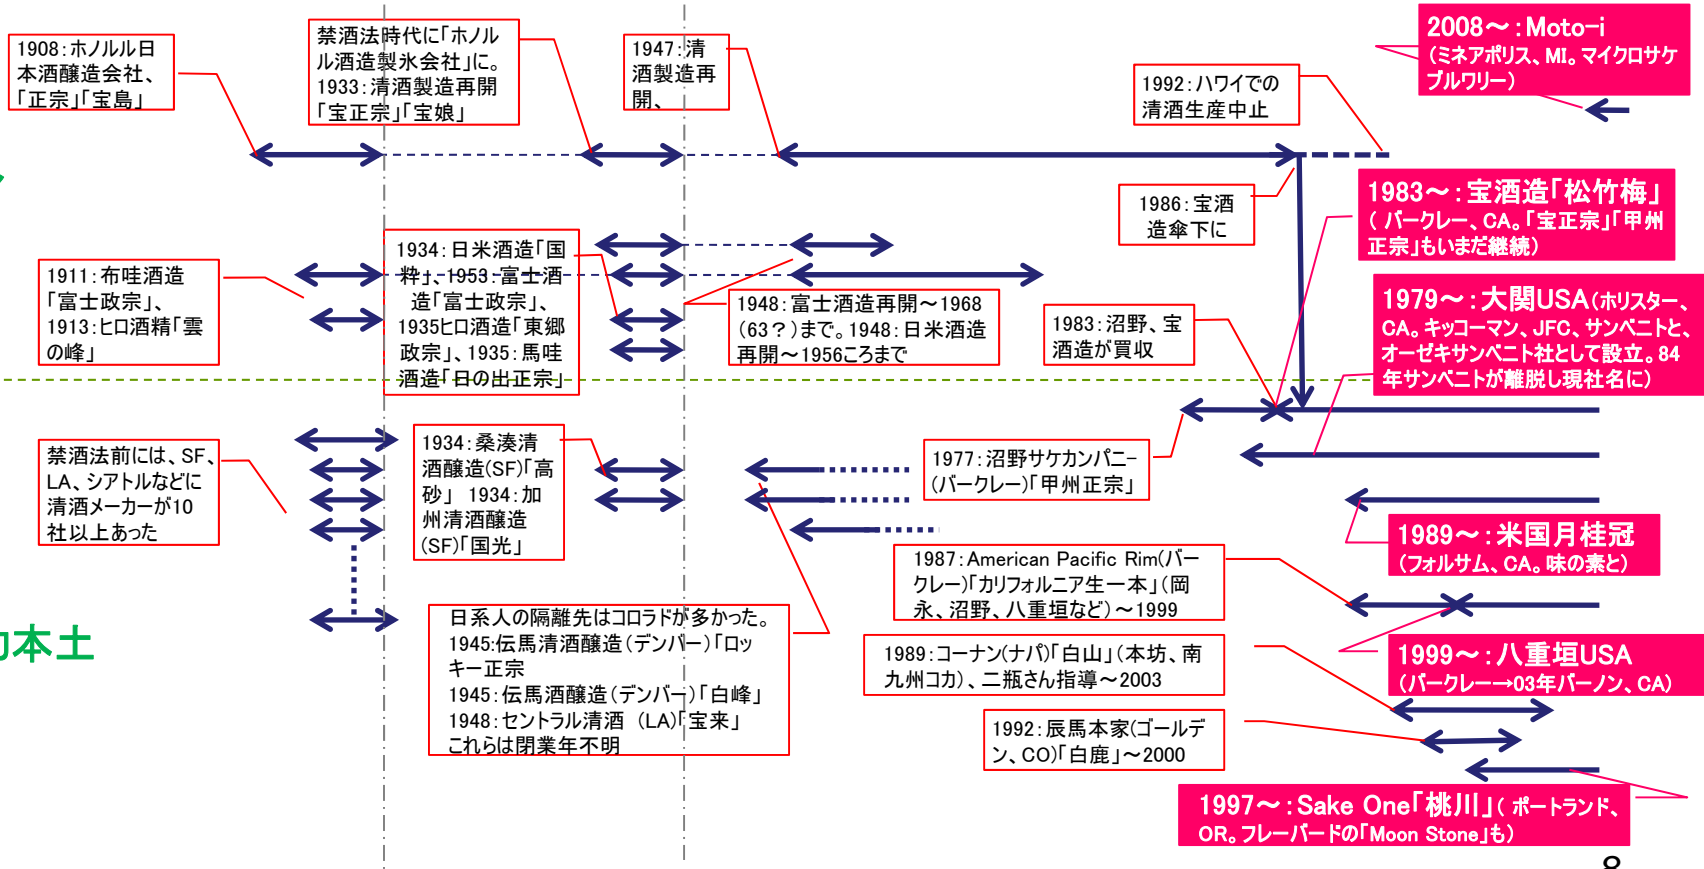 1908：ホノルル日
本酒醸造会社、
「正宗」「宝島」
禁酒法時代に「ホノル
ル酒造製氷会社」に。
1933：清酒製造再開
「宝正宗」「宝娘」
1947：清
酒製造再
開、
1992：ハワイでの
清酒生産中止
2008～：Moto-i
（ミネアポリス、MI。マイクロサケ
ブルワリー）
1986：宝酒
造傘下に
1983～：宝酒造「松竹梅」
（ バークレー、CA。「宝正宗」「甲州
正宗」もいまだ継続）
1911：布哇酒造
「富士政宗」、
1913：ヒロ酒精「雲
の峰」
1934：日米酒造「国
粋」、1953：富士酒
造「富士政宗」、
1935ヒロ酒造「東郷
政宗」、1935：馬哇
酒造「日の出正宗」
1948：富士酒造再開～1968
（63？）まで。1948：日米酒造
再開～1956ころまで
1983：沼野、宝
酒造が買収
1979～：大関USA（ホリスター、
CA。キッコーマン、JFC、サンベニトと、
オーゼキサンベニト社として設立。84
年サンベニトが離脱し現社名に）
禁酒法前には、SF、
LA、シアトルなどに
清酒メーカーが10
社以上あった
1934：桑湊清
酒醸造(SF)「高
砂」 1934：加
州清酒醸造
(SF)「国光」
1977：沼野サケカンパニー
(バークレー)「甲州正宗」
1989～：米国月桂冠
（フォルサム、CA。味の素と）
1987：American Pacific Rim(バー
クレー)「カリフォルニア生一本」（岡
永、沼野、八重垣など）～1999
日系人の隔離先はコロラドが多かった。
1945：伝馬清酒醸造（デンバー）「ロッ
キー正宗
1945：伝馬酒醸造（デンバー）「白峰」
1948：セントラル清酒 （LA）「宝来」
これらは閉業年不明
1989：コーナン(ナパ)「白山」（本坊、南
九州コカ）、二瓶さん指導～2003
1999～：八重垣USA
（バークレー→03年バーノン、CA）
1992：辰馬本家(ゴールデ
ン、CO)「白鹿」～2000
1997～：Sake One「桃川」（ ポートランド、
OR。フレーバードの「Moon Stone」も）
本土